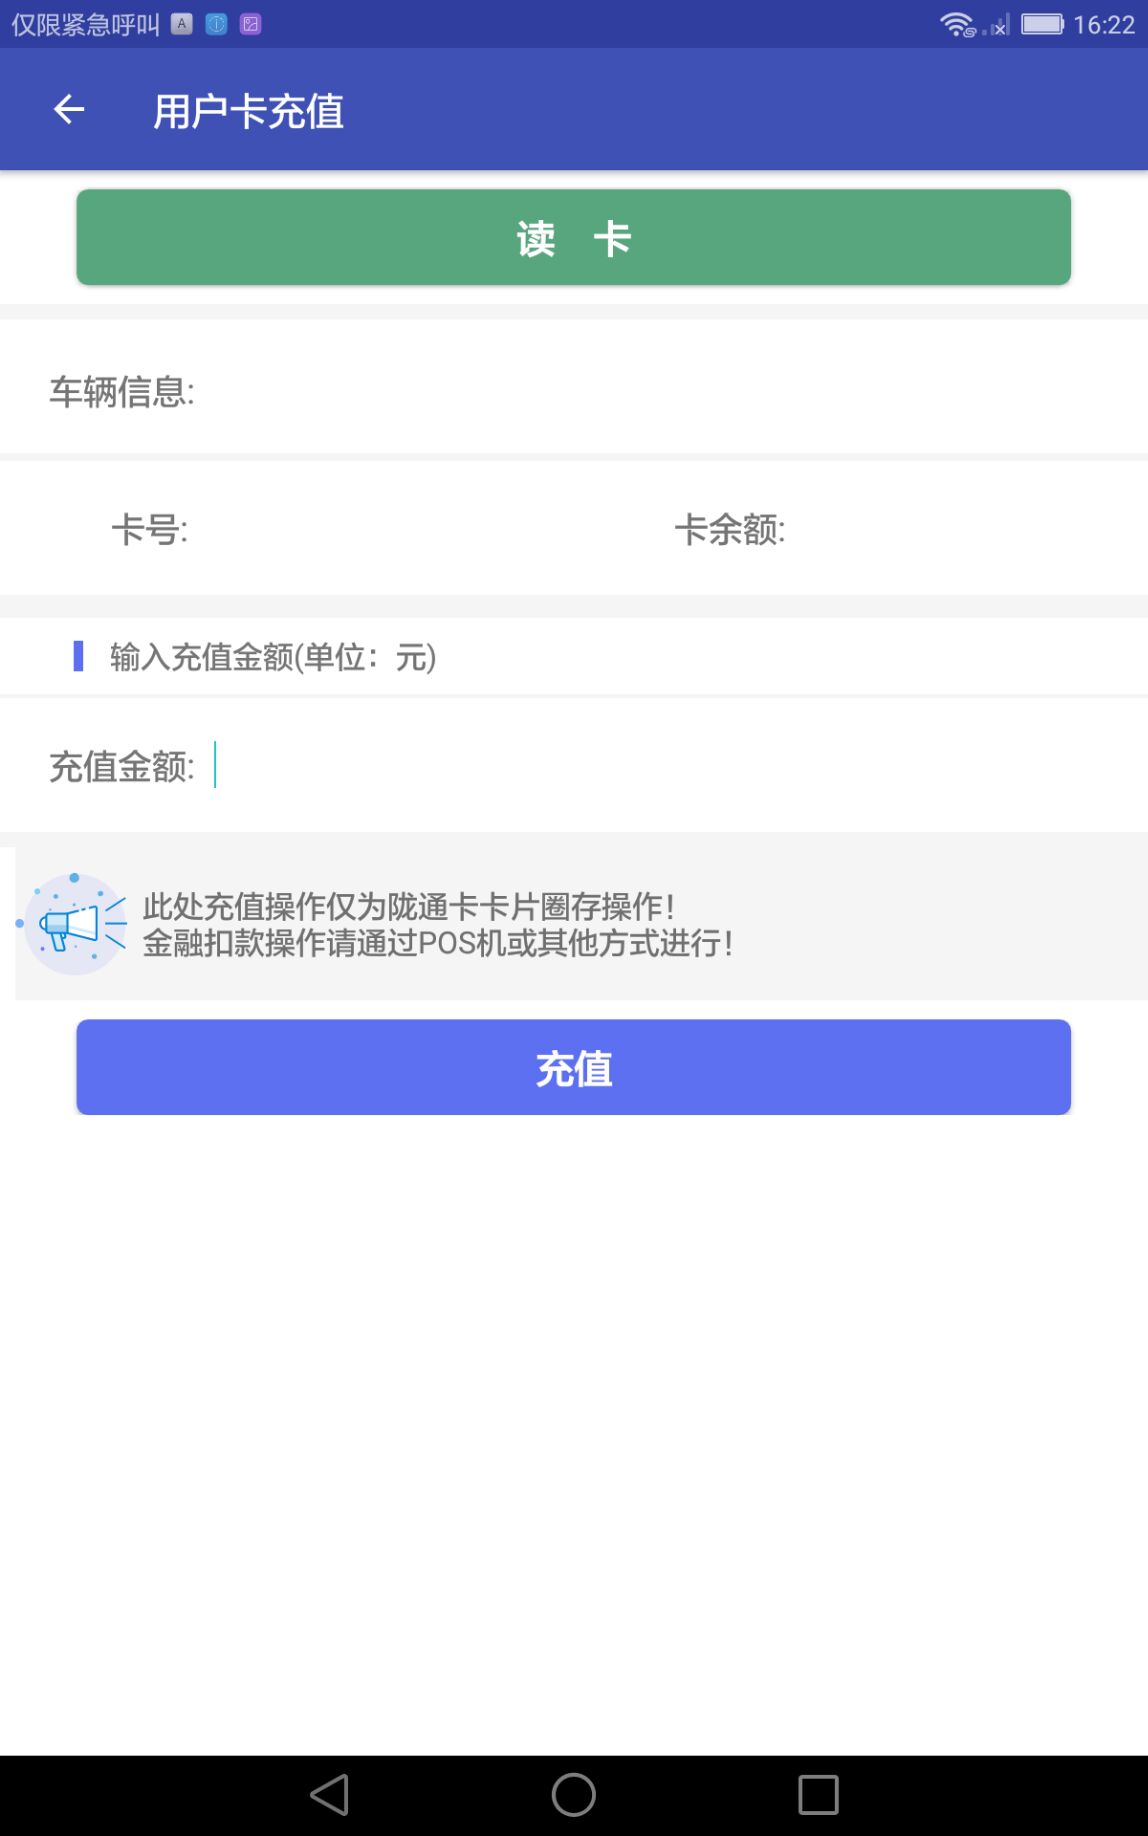 仅限紧急呼叫 A 16:22
用户卡充值
读 卡
车辆信息:
卡号: 卡余额:
输入充值金额(单位：元)
充值金额:
此处充值操作仅为陇通卡卡片圈存操作！
金融扣款操作请通过POS机或其他方式进行！
充值